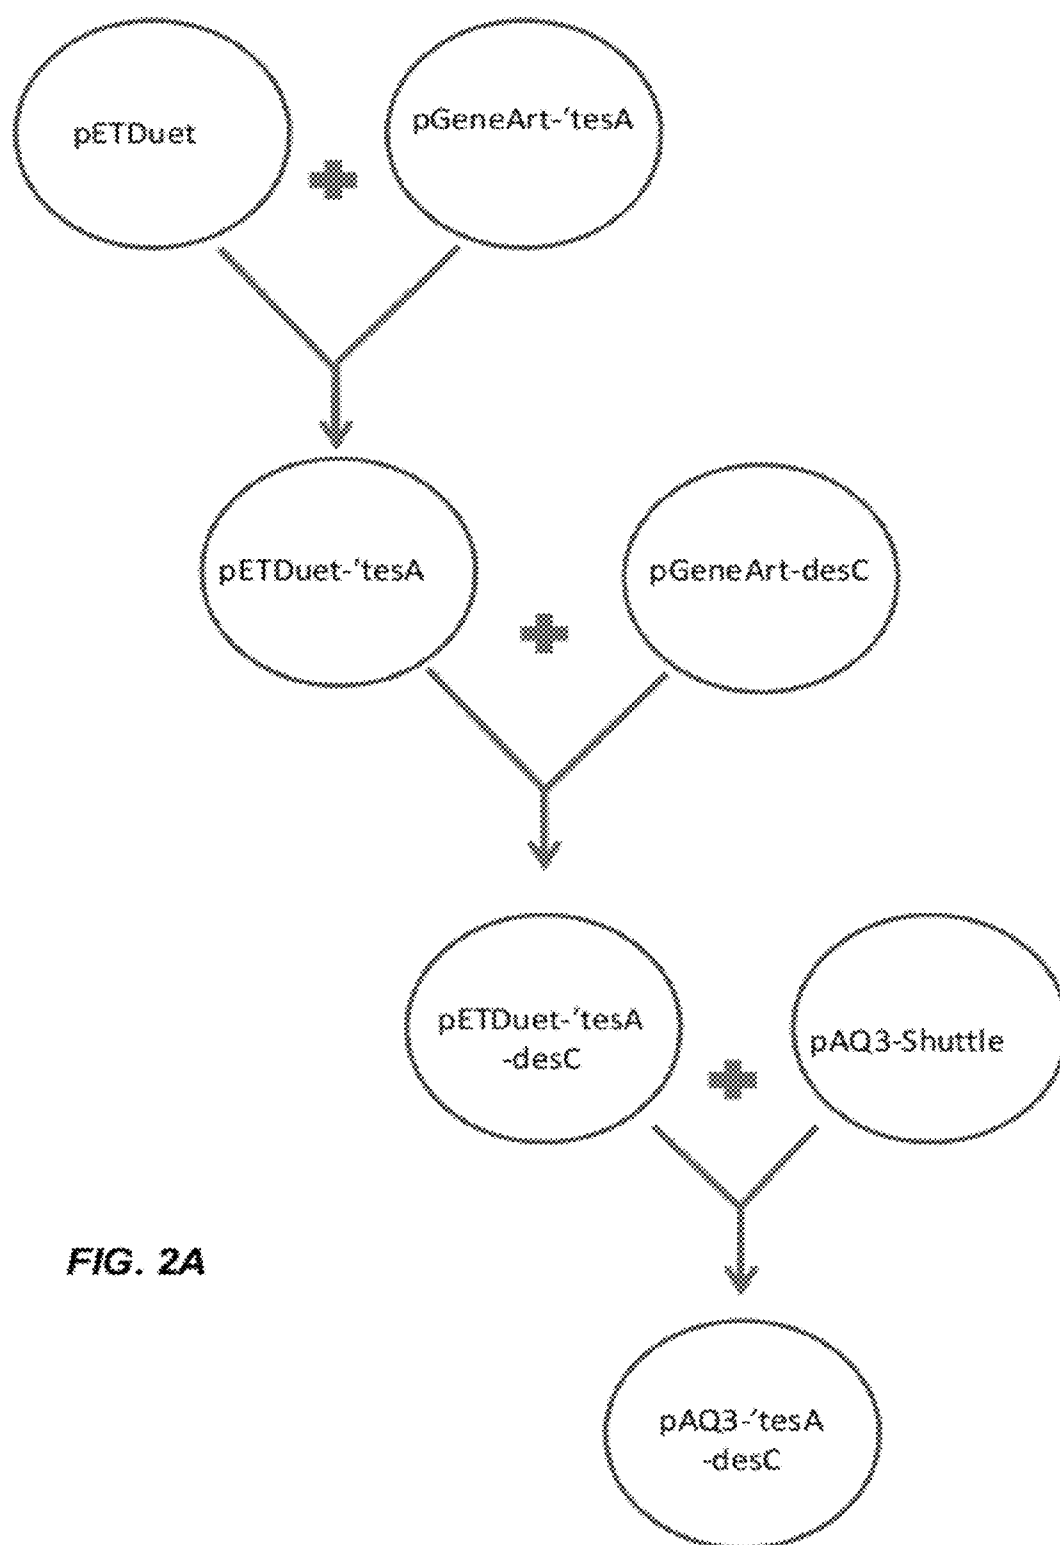 pETDuet
pGeneArt-'tesA
pETDuet-'tesA
pGeneArt-desC
pETDuet-'tesA
-desC
pAQ3-Shuttle
FIG. 2A
pAQ3-'tesA
-desC